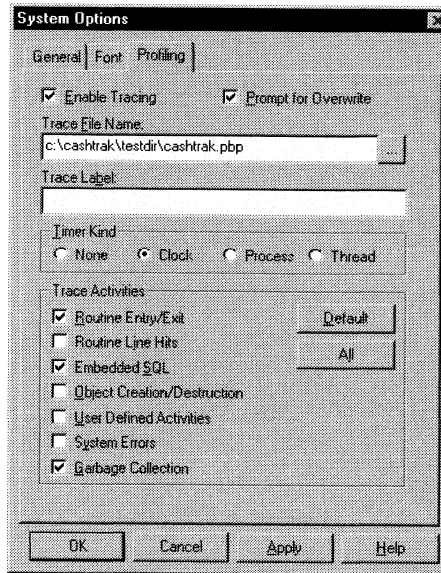 System Options
General Font Profiling
Enable Tracing Prompt for Overwrite
Trace File Name:
c:\cashtrak\testdir\cashtrak.pbp ...
Trace Label:
Timer Kind
None Clock Process Thread
Trace Activities
Routine Entry/Exit Default
Routine Line Hits
All
Embedded SQL
Object Creation/Destruction
User Defined Activities
System Errors
Garbage Collection
OK Cancel Apply Help